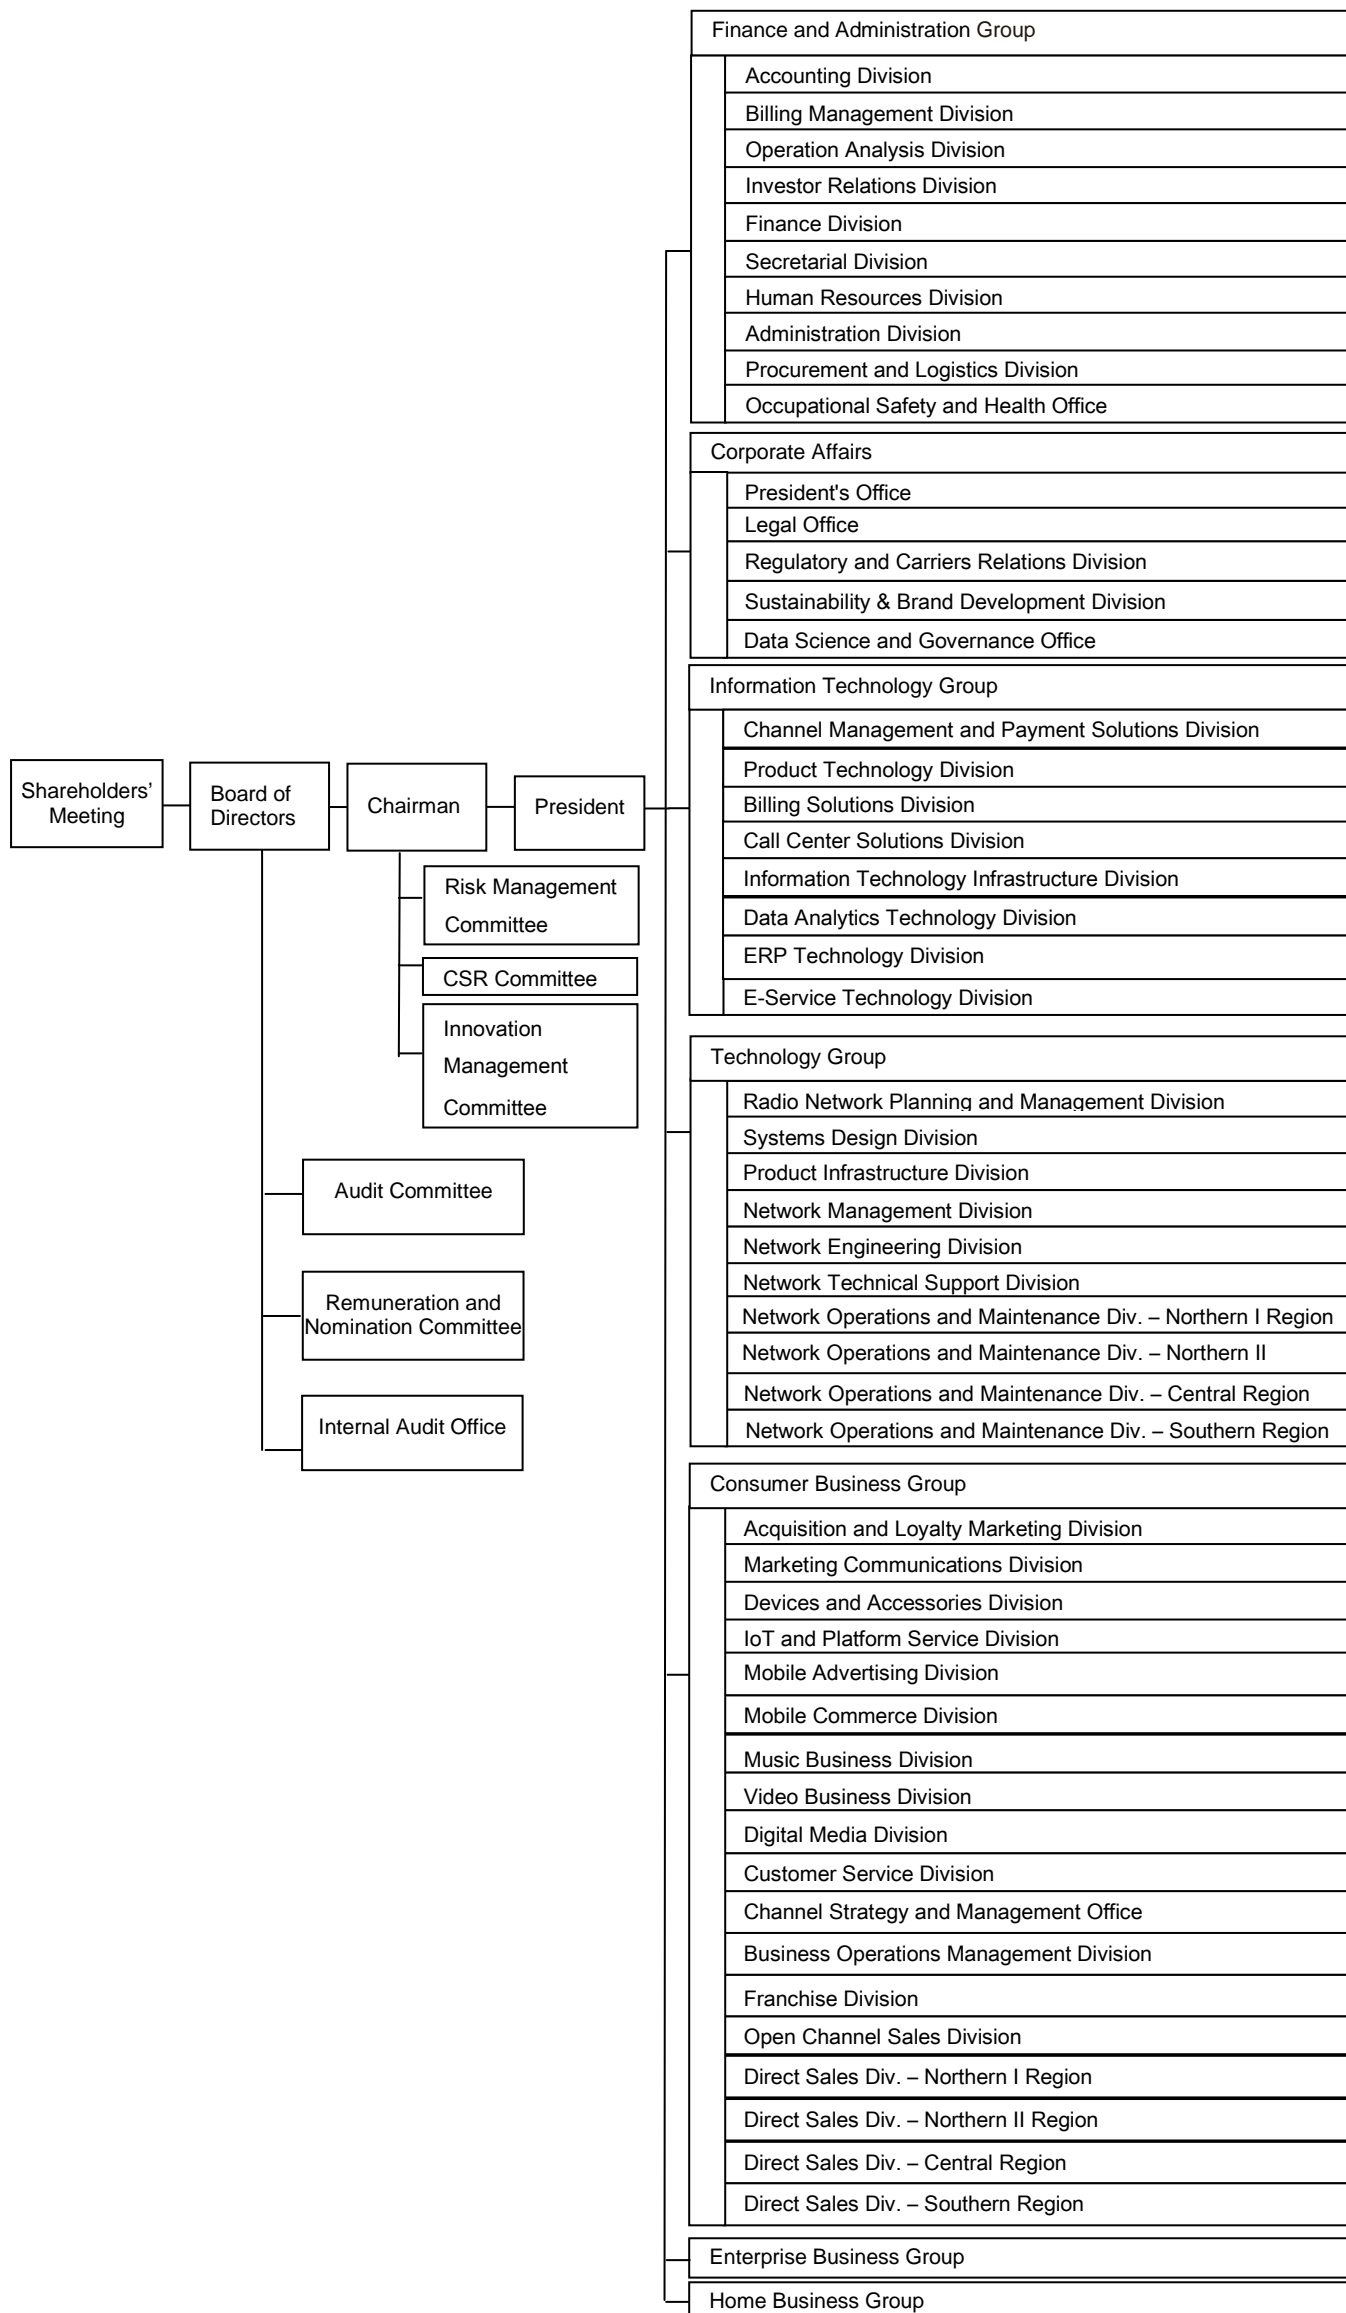 Shareholders’
Meeting
Board of
Directors
Chairman
President
Risk Management
Committee
CSR Committee
Innovation
Management
Committee
Audit Committee
Remuneration and
Nomination Committee
Internal Audit Office
Finance and Administration Group
Accounting Division
Billing Management Division
Operation Analysis Division
Investor Relations Division
Finance Division
Secretarial Division
Human Resources Division
Administration Division
Procurement and Logistics Division
Occupational Safety and Health Office
Corporate Affairs
President's Office
Legal Office
Regulatory and Carriers Relations Division
Sustainability & Brand Development Division
Data Science and Governance Office
Information Technology Group
Channel Management and Payment Solutions Division
Product Technology Division
Billing Solutions Division
Call Center Solutions Division
Information Technology Infrastructure Division
Data Analytics Technology Division
ERP Technology Division
E-Service Technology Division
Technology Group
Radio Network Planning and Management Division
Systems Design Division
Product Infrastructure Division
Network Management Division
Network Engineering Division
Network Technical Support Division
Network Operations and Maintenance Div. – Northern I Region
Network Operations and Maintenance Div. – Northern II
Network Operations and Maintenance Div. – Central Region
Network Operations and Maintenance Div. – Southern Region
Consumer Business Group
Acquisition and Loyalty Marketing Division
Marketing Communications Division
Devices and Accessories Division
IoT and Platform Service Division
Mobile Advertising Division
Mobile Commerce Division
Music Business Division
Video Business Division
Digital Media Division
Customer Service Division
Channel Strategy and Management Office
Business Operations Management Division
Franchise Division
Open Channel Sales Division
Direct Sales Div. – Northern I Region
Direct Sales Div. – Northern II Region
Direct Sales Div. – Central Region
Direct Sales Div. – Southern Region
Enterprise Business Group
Home Business Group